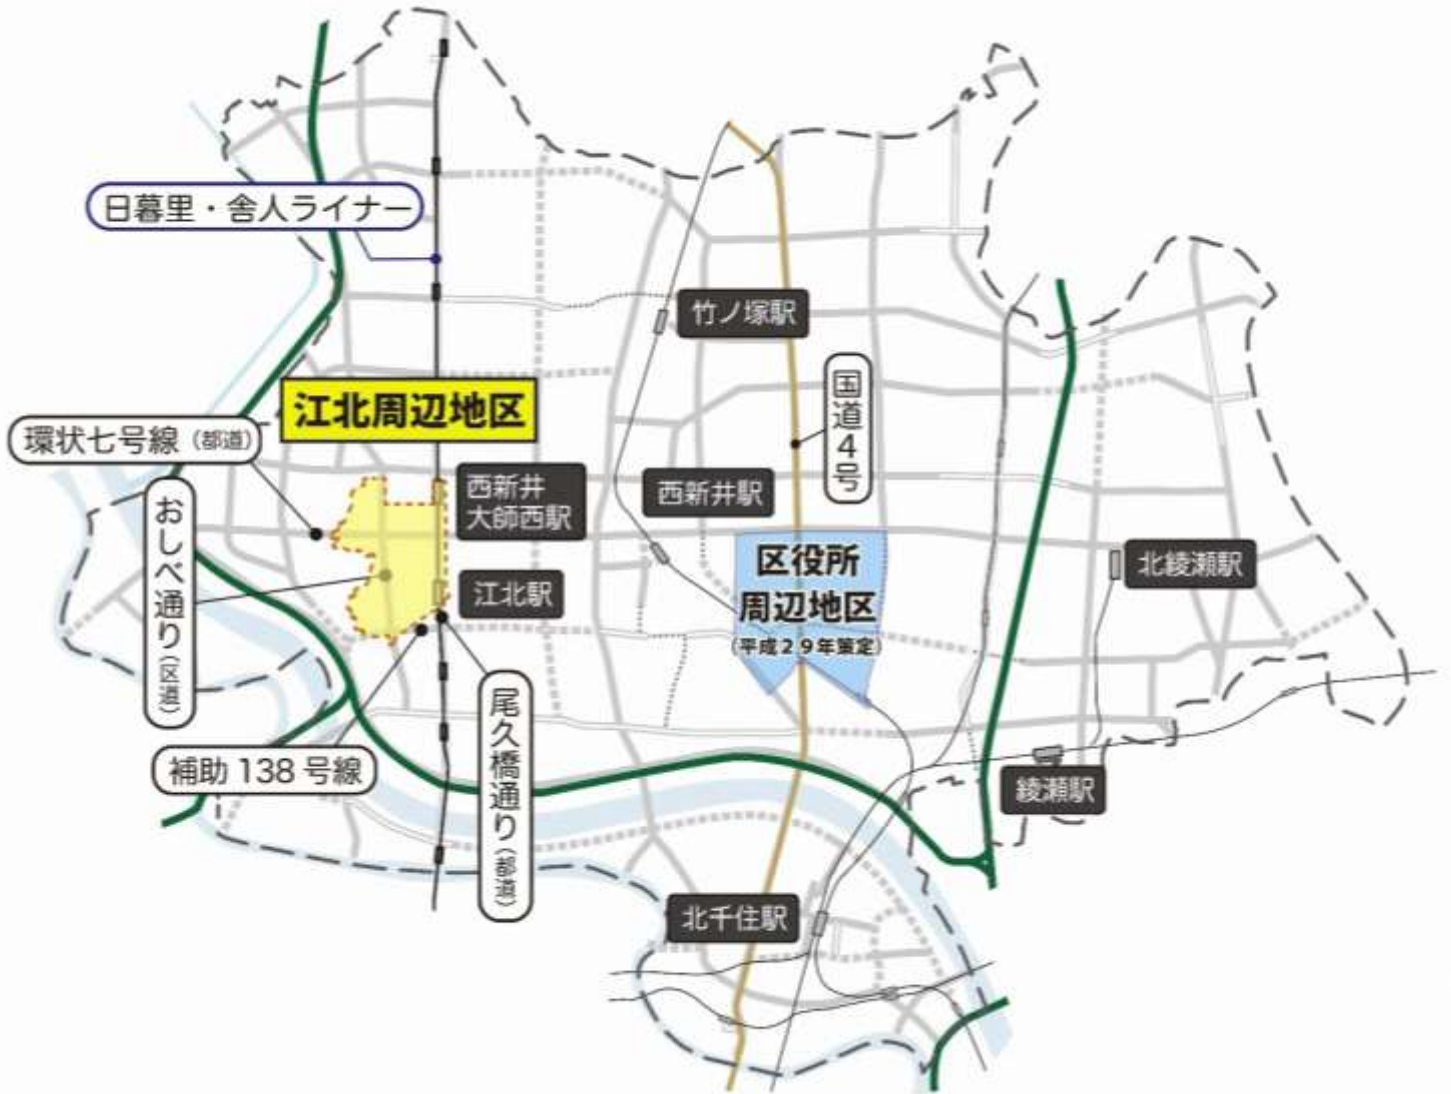 日暮里・舎人ライナー
竹ノ塚駅
国道4号
江北周辺地区
環状七号線（都道）
西新井
大師西駅
西新井駅
おしべ通り（区道）
区役所
周辺地区
（平成２９年策定）
北綾瀬駅
江北駅
尾久橋通り（都道）
補助 138 号線
綾瀬駅
北千住駅